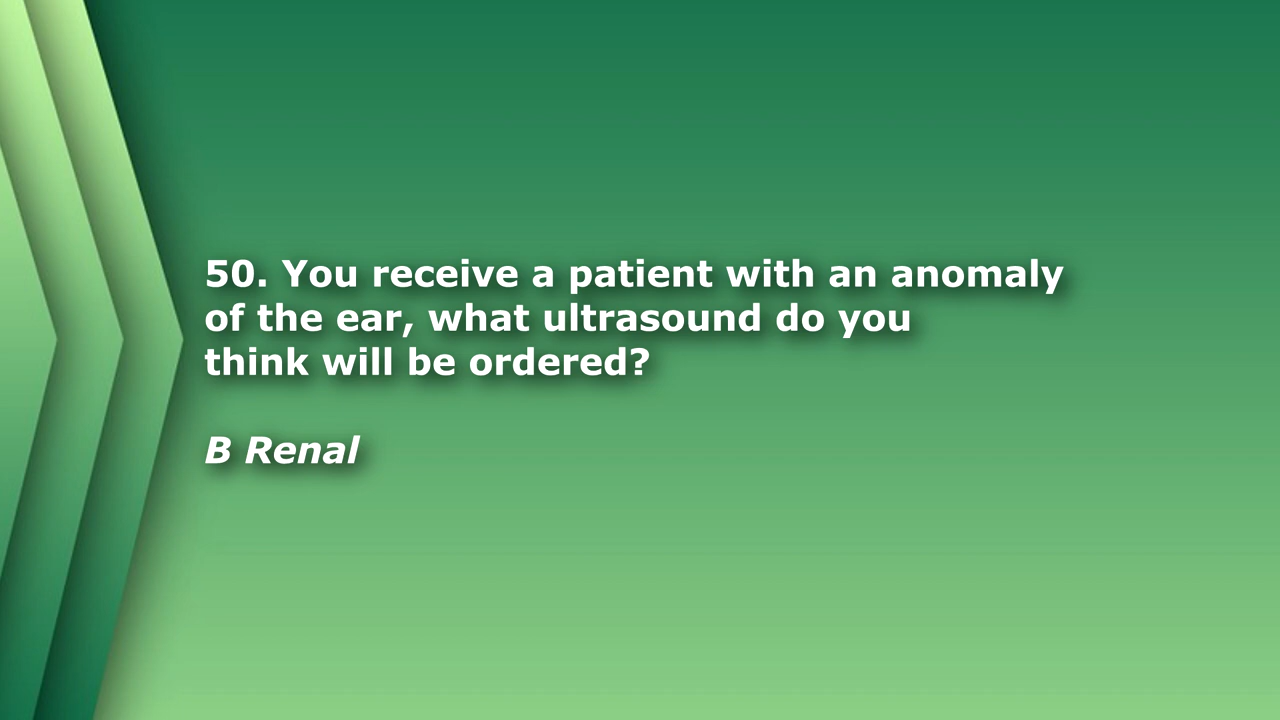 50. You receive a patient with an anomaly
of the ear, what ultrasound do you
think will be ordered?
B Renal